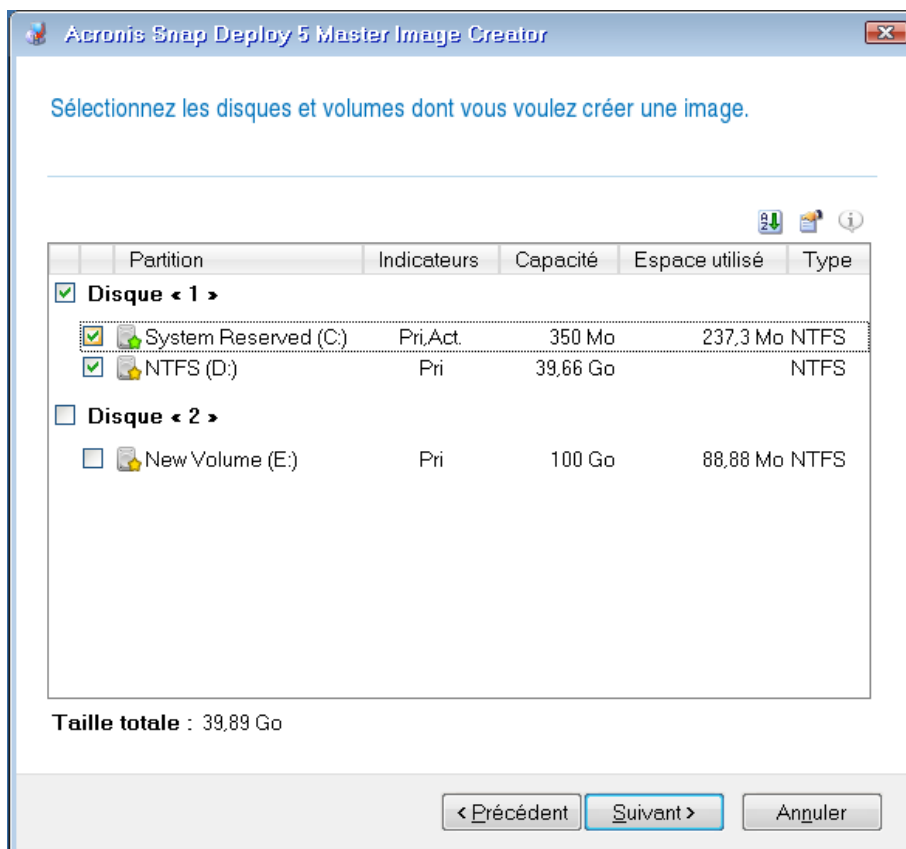 Acronis Snap Deploy 5 Master Image Creator
Sélectionnez les disques et volumes dont vous voulez créer une image.
Partition Indicateurs Capacité Espace utilisé Type
Disque « 1 »
System Reserved (C:) Pri,Act. 350 Mo 237,3 Mo NTFS
NTFS (D:) Pri 39,66 Go NTFS
Disque « 2 »
New Volume (E:) Pri 100 Go 88,88 Mo NTFS
Taille totale : 39,89 Go
< Précédent Suivant > Annuler